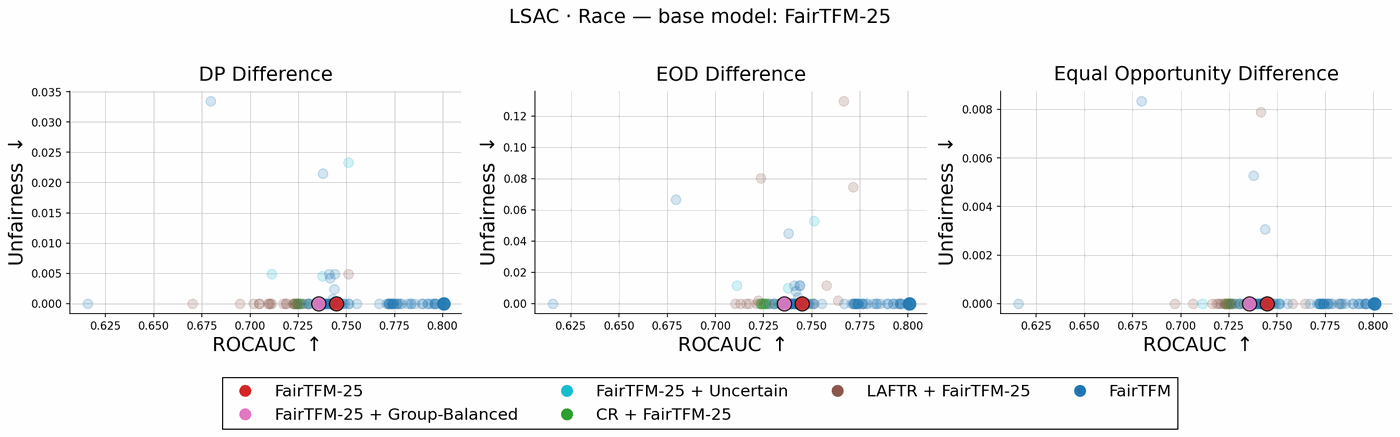 LSAC · Race — base model: FairTFM-25
DP Difference
Unfairness ↓
0.035
0.030
0.025
0.020
0.015
0.010
0.005
0.000
0.625 0.650 0.675 0.700 0.725 0.750 0.775 0.800
ROCAUC ↑
EOD Difference
Unfairness ↓
0.12
0.10
0.08
0.06
0.04
0.02
0.00
0.625 0.650 0.675 0.700 0.725 0.750 0.775 0.800
ROCAUC ↑
Equal Opportunity Difference
Unfairness ↓
0.008
0.006
0.004
0.002
0.000
0.625 0.650 0.675 0.700 0.725 0.750 0.775 0.800
ROCAUC ↑
FairTFM-25
FairTFM-25 + Group-Balanced
FairTFM-25 + Uncertain
CR + FairTFM-25
LAFTR + FairTFM-25
FairTFM